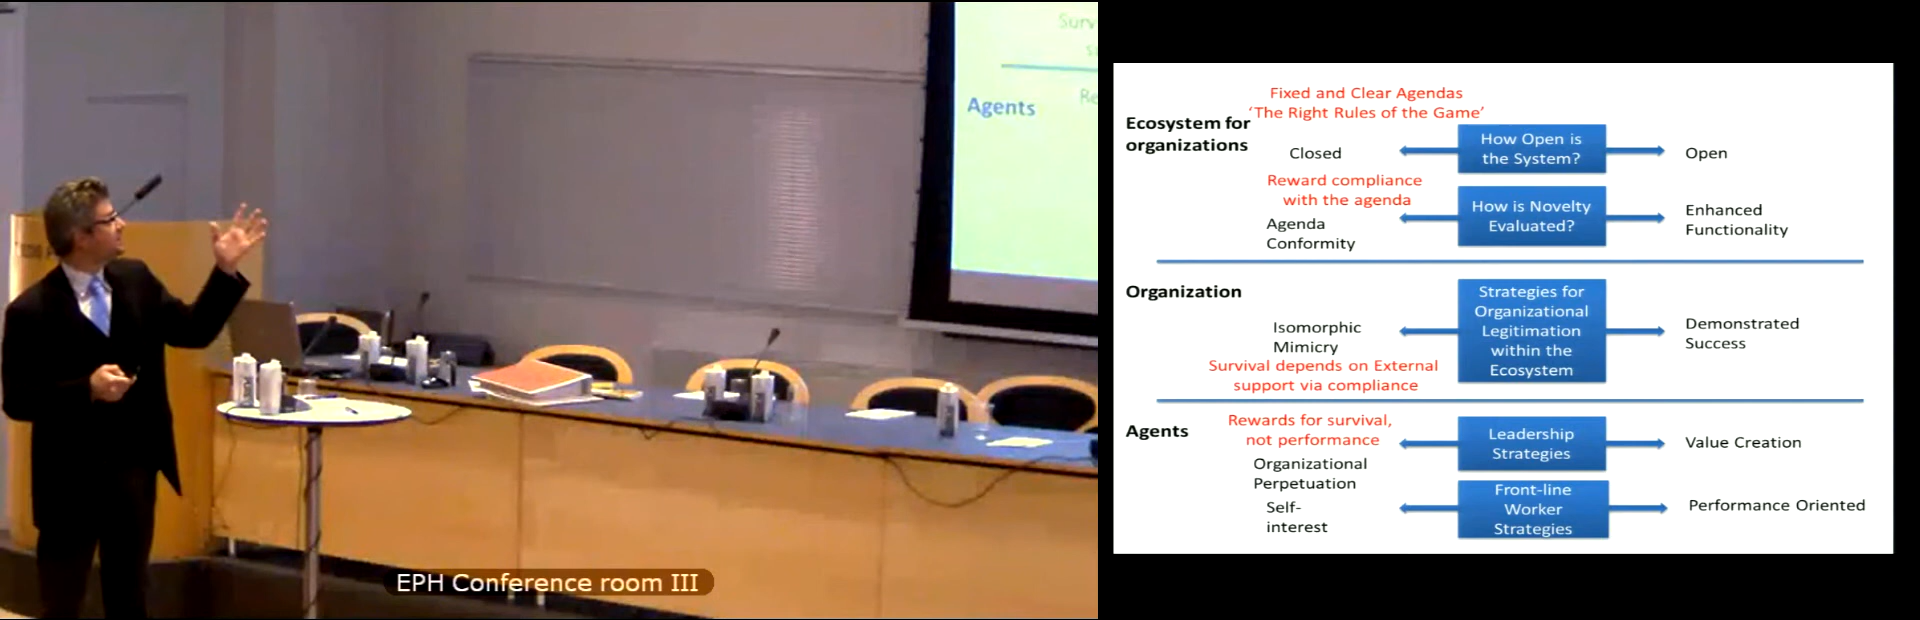 Surv
Agents
Re
EPH Conference room III
Fixed and Clear Agendas
‘The Right Rules of the Game’
Ecosystem for
organizations
How Open is
the System?
Closed
Open
Reward compliance
with the agenda
How is Novelty
Evaluated?
Agenda
Conformity
Enhanced
Functionality
Organization
Strategies for
Organizational
Legitimation
within the
Ecosystem
Isomorphic
Mimicry
Demonstrated
Success
Survival depends on External
support via compliance
Agents
Rewards for survival,
not performance
Leadership
Strategies
Value Creation
Organizational
Perpetuation
Front-line
Worker
Strategies
Self-
interest
Performance Oriented